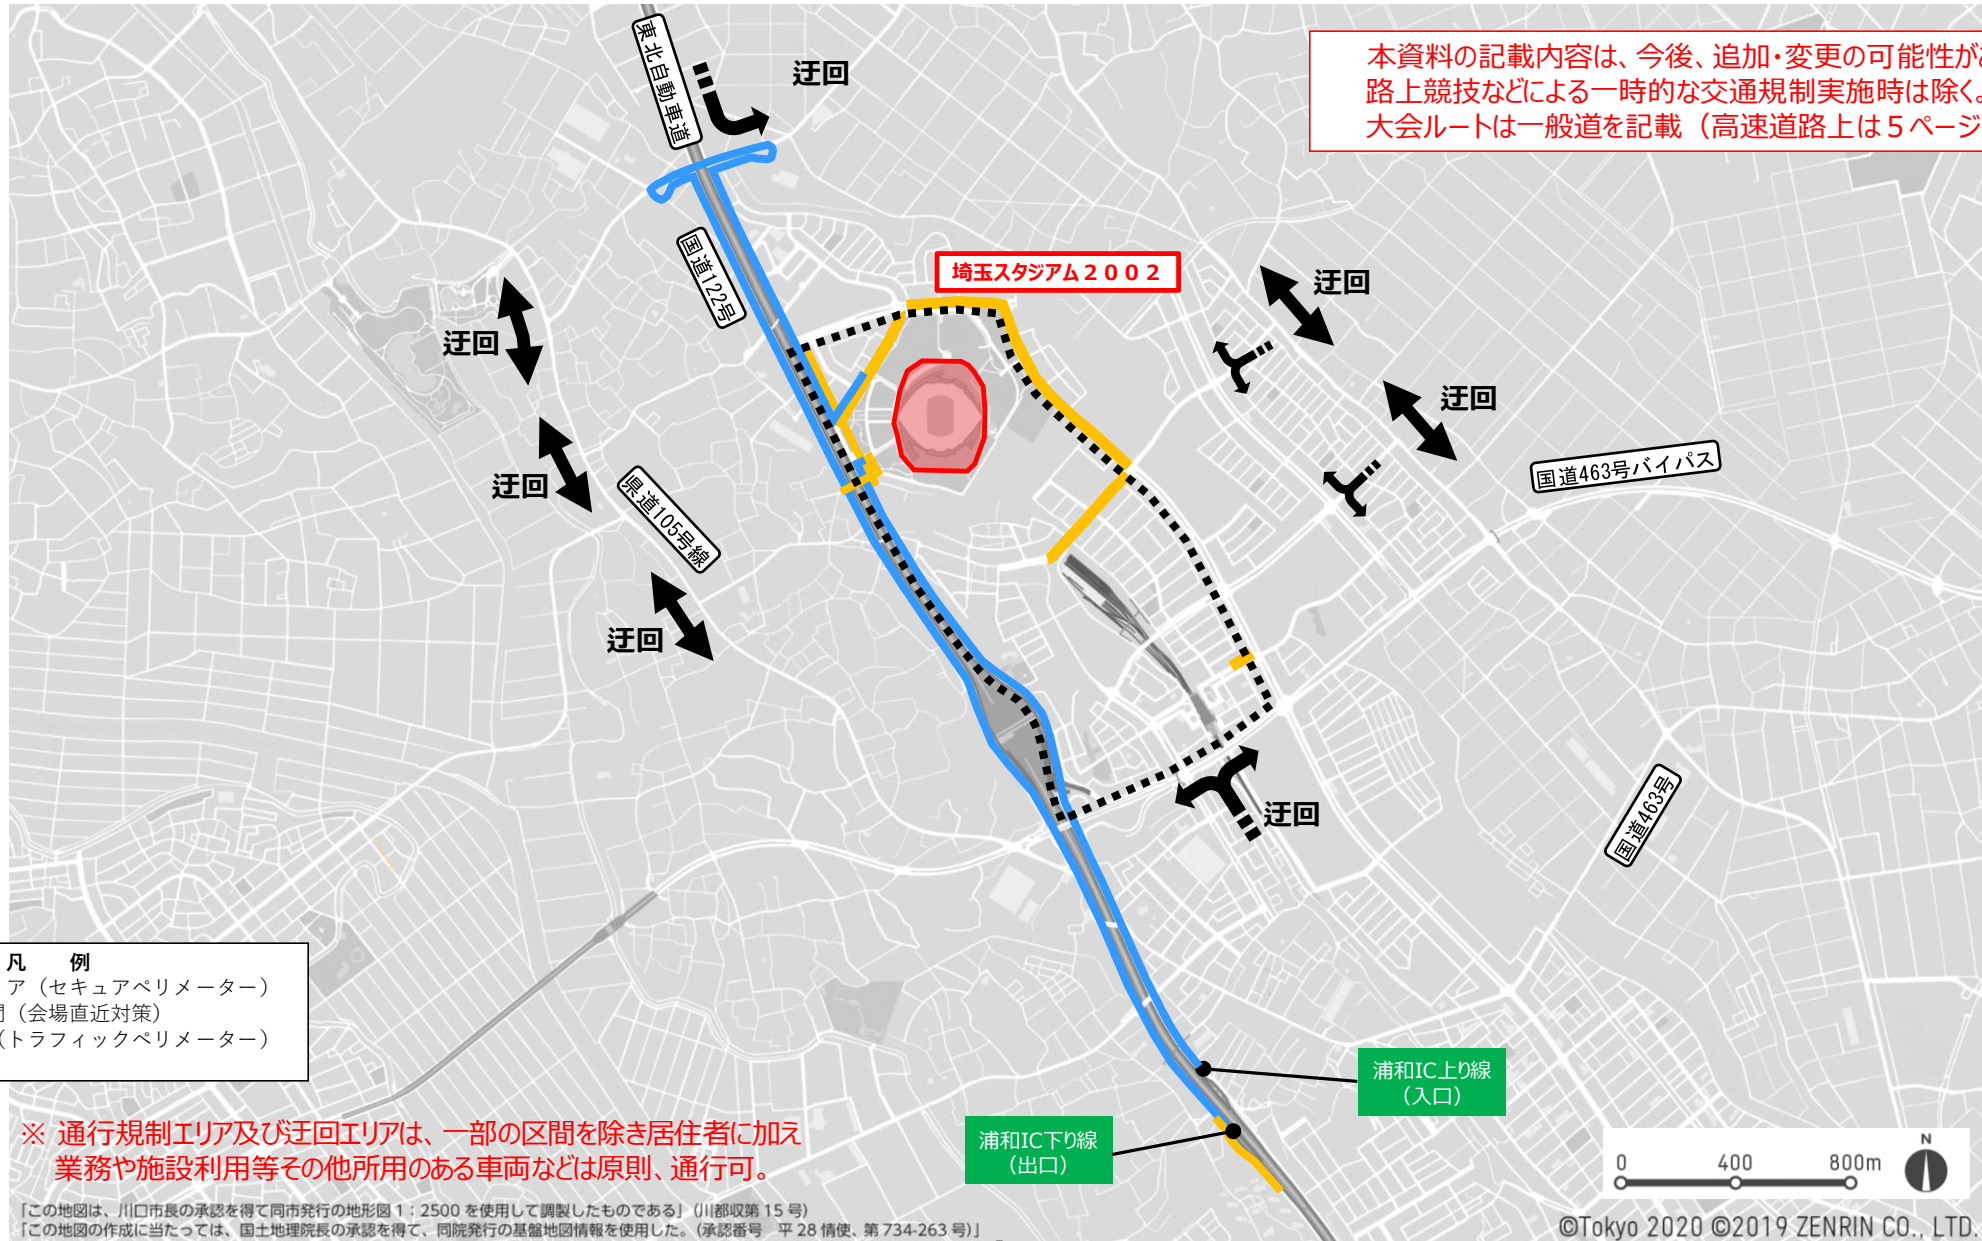 東北自動車道
迂回
本資料の記載内容は、今後、追加・変更の可能性が
路上競技などによる一時的な交通規制実施時は除く。
大会ルートは一般道を記載（高速道路上は５ページ
国道122号
埼玉スタジアム２００２
迂回
迂回
迂回
国道463号バイパス
迂回
県道105号線
迂回
迂回
国道463号
凡　例
ア（セキュアペリメーター）
（会場直近対策）
（トラフィックペリメーター）
浦和IC上り線
（入口）
浦和IC下り線
（出口）
※ 通行規制エリア及び迂回エリアは、一部の区間を除き居住者に加え
業務や施設利用等その他所用のある車両などは原則、通行可。
0 400 800m
N
「この地図は、川口市長の承認を得て同市発行の地形図 1：2500 を使用して調製したものである」（川都収第 15 号）
「この地図の作成に当たっては、国土地理院長の承認を得て、同院発行の基盤地図情報を使用した。（承認番号　平 28 情使、第 734-263 号）」
©Tokyo 2020 ©2019 ZENRIN CO., LTD.